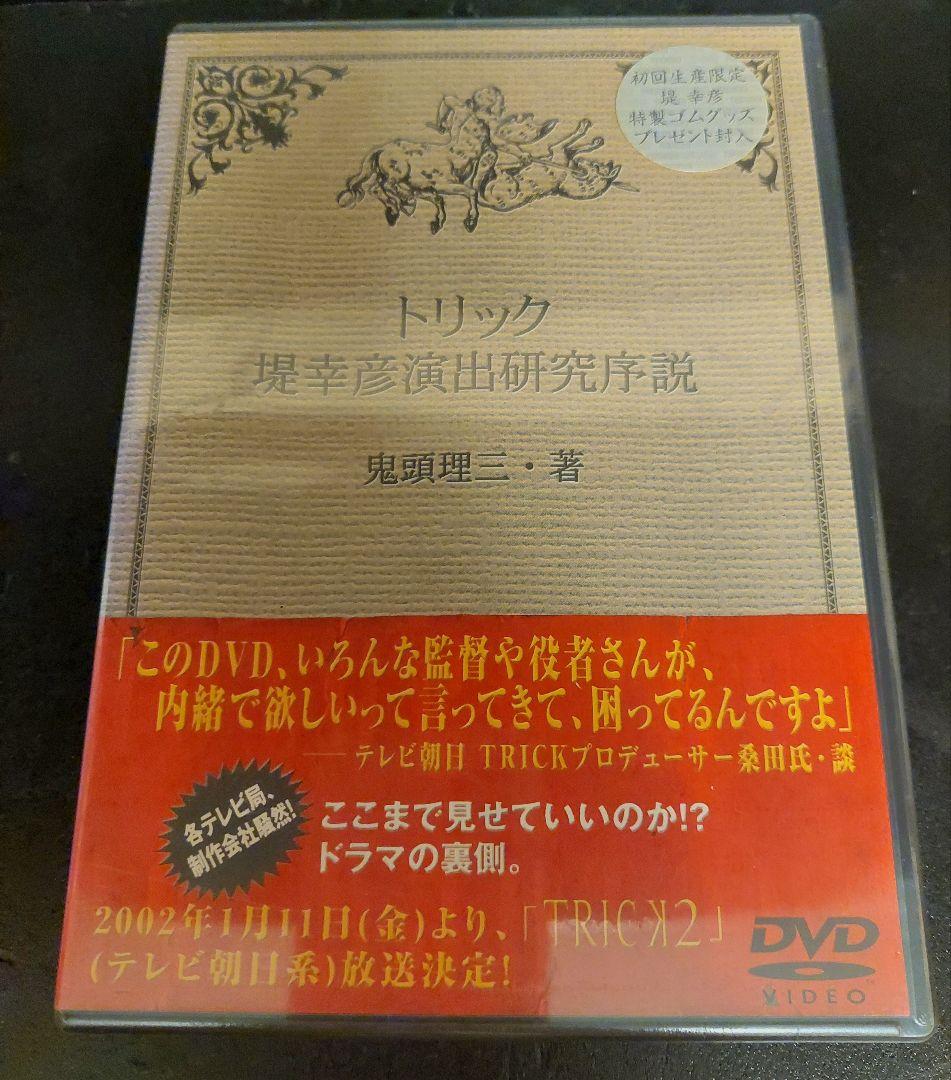 初回生産限定
堤 幸彦
特製ゴムグッズ
プレゼント封入
トリック
堤幸彦演出研究序説
鬼頭理三・著
「このDVD、いろんな監督や役者さんが、
内緒で欲しいって言ってきて、困ってるんですよ」
── テレビ朝日 TRICKプロデューサー桑田氏・談
各テレビ局、
制作会社騒然!
ここまで見せていいのか!?
ドラマの裏側。
2002年1月11日(金)より、「TRICK2」
(テレビ朝日系)放送決定!
DVD
VIDEO